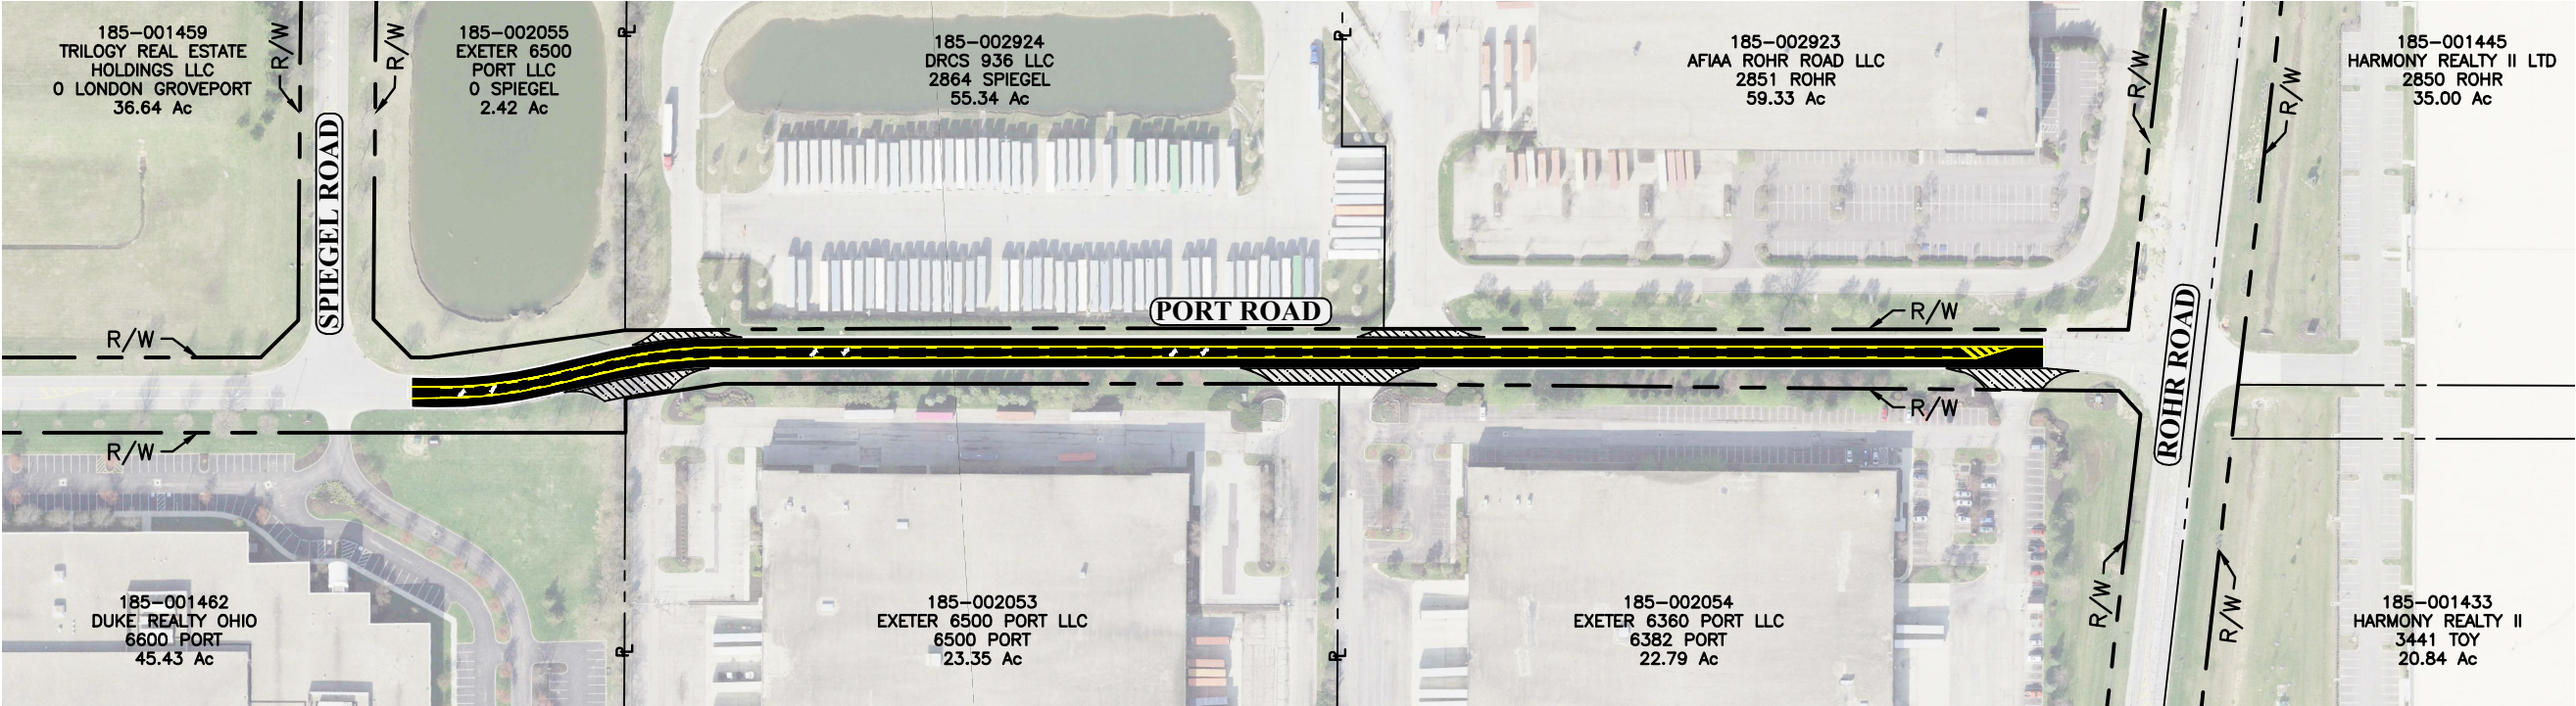 185-001459
TRILOGY REAL ESTATE
HOLDINGS LLC
0 LONDON GROVEPORT
36.64 Ac
R/W
R/W
185-002055
EXETER 6500
PORT LLC
0 SPIEGEL
2.42 Ac
PL
185-002924
DRCS 936 LLC
2864 SPIEGEL
55.34 Ac
PL
185-002923
AFIAA ROHR ROAD LLC
2851 ROHR
59.33 Ac
R/W
R/W
185-001445
HARMONY REALTY II LTD
2850 ROHR
35.00 Ac
SPIEGEL ROAD
PORT ROAD
ROHR ROAD
R/W
R/W
R/W
R/W
185-001462
DUKE REALTY OHIO
6600 PORT
45.43 Ac
PL
185-002053
EXETER 6500 PORT LLC
6500 PORT
23.35 Ac
PL
185-002054
EXETER 6360 PORT LLC
6382 PORT
22.79 Ac
R/W
R/W
185-001433
HARMONY REALTY II
3441 TOY
20.84 Ac